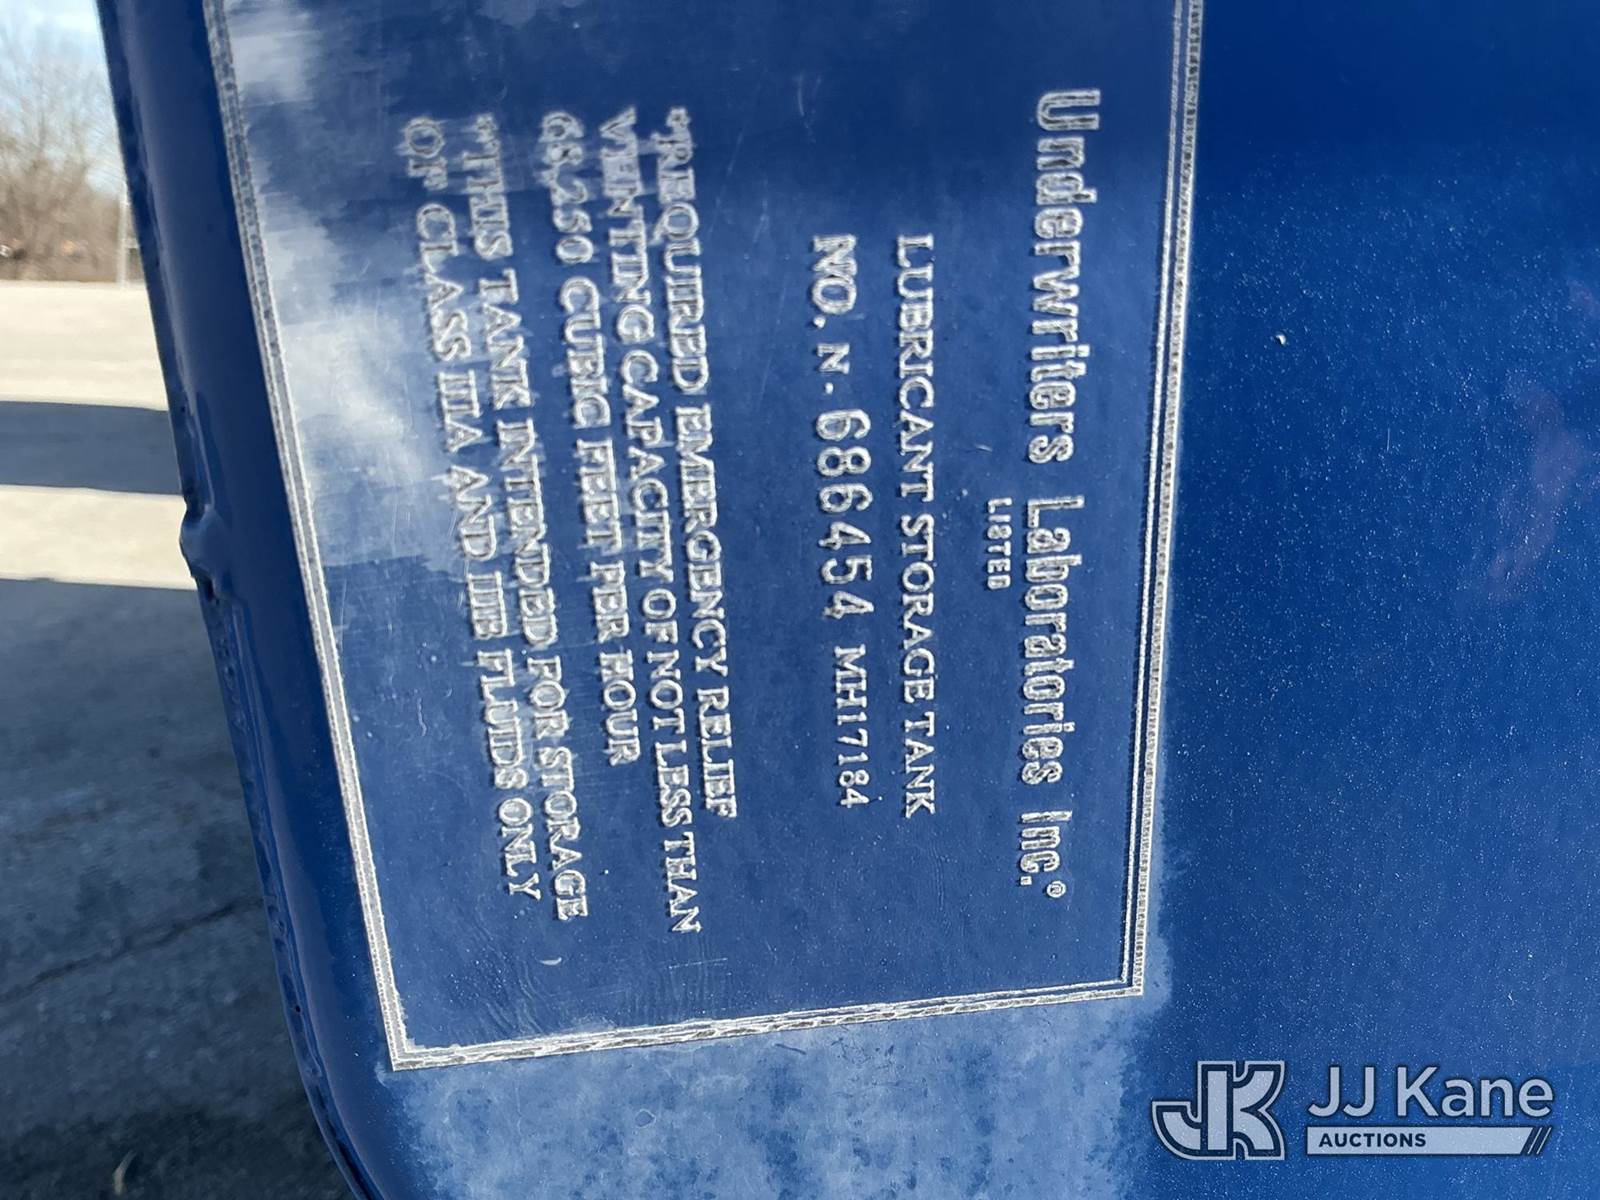 Underwriters Laboratories Inc.®
LISTED
LUBRICANT STORAGE TANK
NO. N - 686454 MH17184
"REQUIRED EMERGENCY RELIEF
VENTING CAPACITY OF NOT LESS THAN
68,250 CUBIC FEET PER HOUR
"THIS TANK INTENDED FOR STORAGE
OF CLASS IIIA AND IIIB FLUIDS ONLY
JK
JJ Kane
AUCTIONS